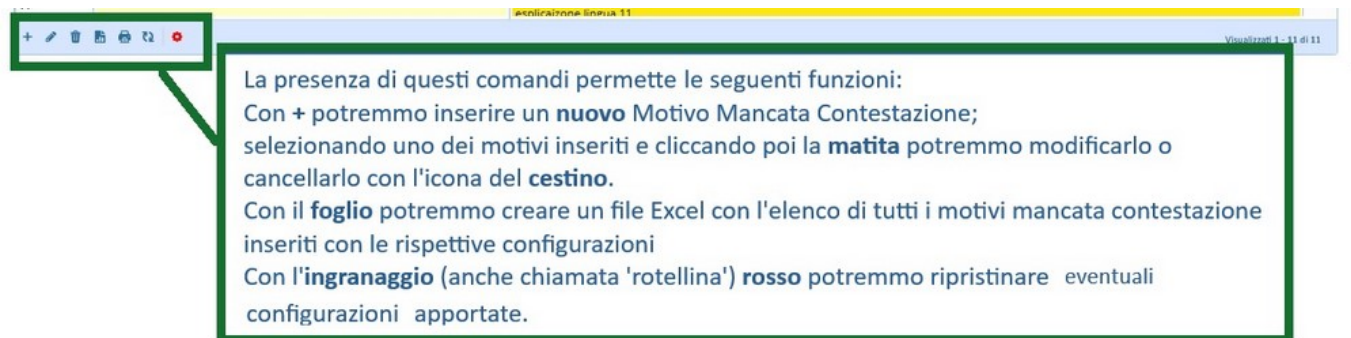 esplicaizone lingua 11
Visualizzati 1 - 11 di 11
La presenza di questi comandi permette le seguenti funzioni:
Con + potremmo inserire un nuovo Motivo Mancata Contestazione;
selezionando uno dei motivi inseriti e cliccando poi la matita potremmo modificarlo o
cancellarlo con l'icona del cestino.
Con il foglio potremmo creare un file Excel con l'elenco di tutti i motivi mancata contestazione
inseriti con le rispettive configurazioni
Con l'ingranaggio (anche chiamata 'rotellina') rosso potremmo ripristinare eventuali
configurazioni apportate.